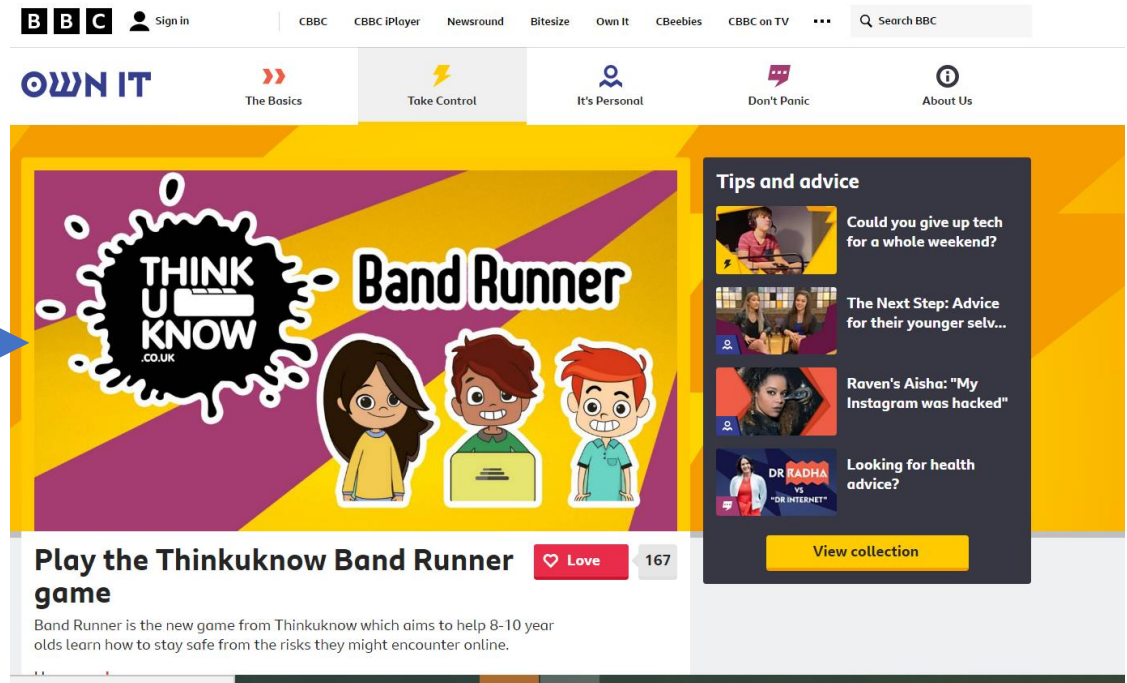 BBC Sign in CBBC CBBC iPlayer Newsround Bitesize Own It CBeebies CBBC on TV ••• Search BBC
OWN IT
The Basics Take Control It's Personal Don't Panic About Us
THINK
U
KNOW
.CO.UK
Band Runner
Tips and advice
Could you give up tech
for a whole weekend?
The Next Step: Advice
for their younger selv...
Raven's Aisha: "My
Instagram was hacked"
DR RADHA
VS
"DR INTERNET"
Looking for health
advice?
View collection
Play the Thinkuknow Band Runner
game
Love 167
Band Runner is the new game from Thinkuknow which aims to help 8-10 year
olds learn how to stay safe from the risks they might encounter online.